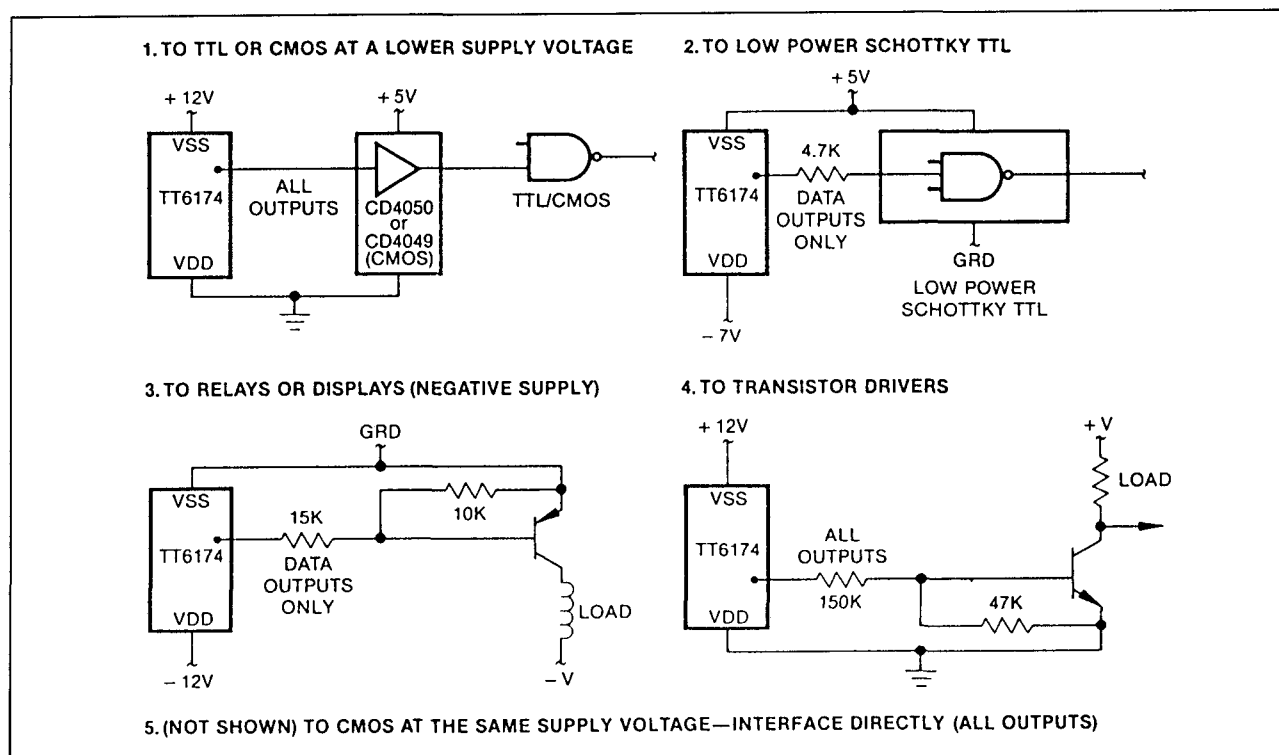 1. TO TTL OR CMOS AT A LOWER SUPPLY VOLTAGE
+ 12V
+ 5V
VSS
TT6174
VDD
ALL
OUTPUTS
CD4050
or
CD4049
(CMOS)
TTL/CMOS
2. TO LOW POWER SCHOTTKY TTL
+ 5V
VSS
TT6174
VDD
4.7K
DATA
OUTPUTS
ONLY
GRD
LOW POWER
SCHOTTKY TTL
– 7V
3. TO RELAYS OR DISPLAYS (NEGATIVE SUPPLY)
GRD
VSS
TT6174
VDD
15K
DATA
OUTPUTS
ONLY
10K
LOAD
– 12V
– V
4. TO TRANSISTOR DRIVERS
+ 12V
+ V
LOAD
VSS
TT6174
VDD
ALL
OUTPUTS
150K
47K
5. (NOT SHOWN) TO CMOS AT THE SAME SUPPLY VOLTAGE—INTERFACE DIRECTLY (ALL OUTPUTS)